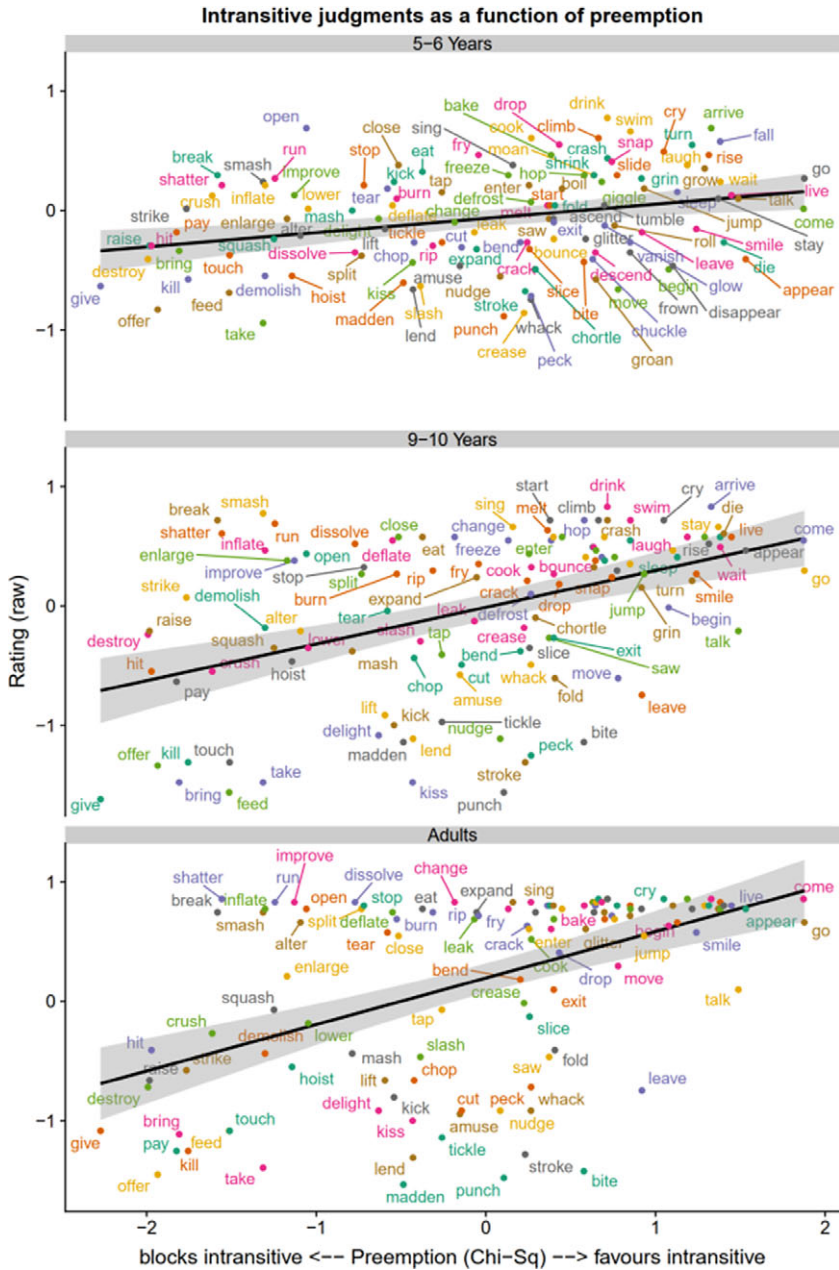 Intransitive judgments as a function of preemption
5−6 Years
open
bake drop drink swim cry arrive
close sing cook climb turn fall
break smash run stop eat fry moan crash snap laugh rise
shatter improve kick freeze hop shrink slide go
crush inflate lower tear burn tap enter boil grin grow wait live
strike defrost start giggle sleep talk
pay enlarge mash deflate change melt fold tumble jump come
raise hit alter delight leak saw ascend exit stay
squash tickle cut bend bounce glitter roll smile
bring dissolve lift chop expand crack vanish leave die
destroy touch split amuse descend
give kill demolish hoist kiss nudge slice begin glow appear
feed slash stroke bite move frown disappear
offer madden lend whack chortle chuckle
take punch
crease peck groan
1
0
−1
9−10 Years
smash start drink arrive
break run sing melt climb swim cry die
shatter dissolve close change hop crash stay live come
inflate open deflate eat freeze enter laugh rise appear
enlarge stop split rip fry cook bounce sleep wait go
improve burn expand snap jump turn smile
strike demolish tear defrost drop grin begin
raise alter leak crease chortle
destroy squash lower slash tap exit talk
hit crush mash bend slice saw
pay hoist chop cut whack move
lift amuse fold leave
kick tickle
offer kill touch delight lend nudge peck bite
madden
take stroke
give bring feed kiss punch
1
0
−1
Rating (raw)
Adults
improve
shatter run dissolve change expand come
break inflate open stop eat rip sing cry live
smash split deflate burn fry bake
alter tear close leak crack enter glitter begin appear go
enlarge bend cook drop jump smile
squash crease exit move talk
hit crush tap slice
demolish lower
raise strike mash slash saw fold
destroy hoist lift chop leave
delight kick cut peck whack
give bring touch kiss amuse nudge
pay feed tickle
kill lend stroke
offer take madden punch bite
1
0
−1
−2 −1 0 1 2
blocks intransitive <−− Preemption (Chi−Sq) −−> favours intransitive